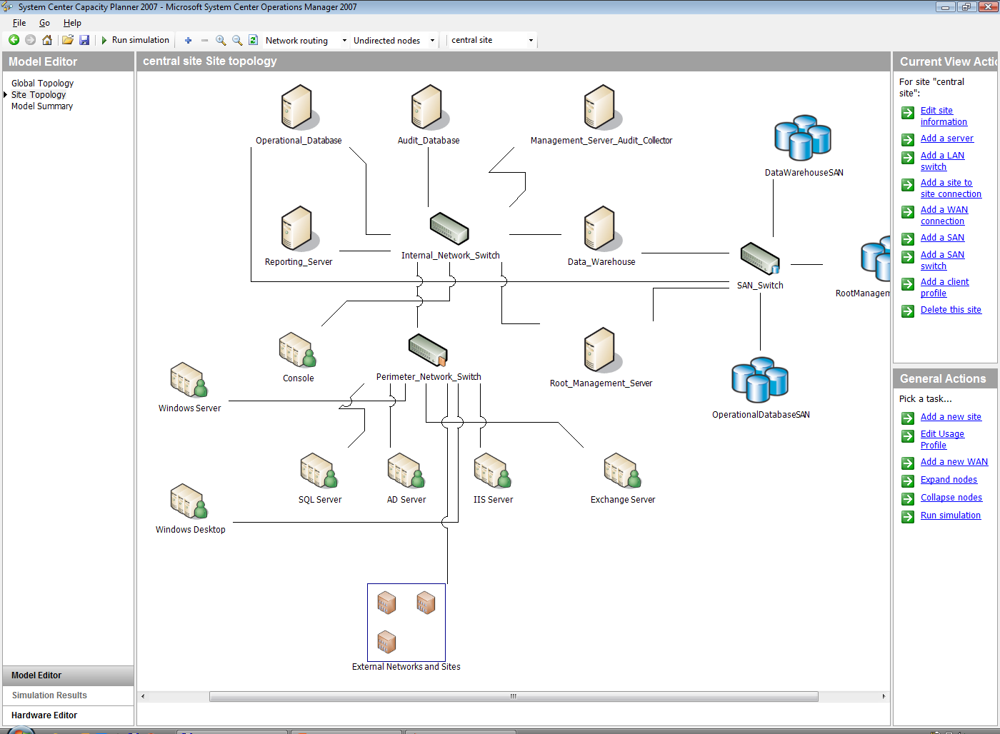 System Center Capacity Planner 2007 - Microsoft System Center Operations Manager 2007
File Go Help
Run simulation Network routing Undirected nodes central site
Model Editor
Global Topology
Site Topology
Model Summary
central site Site topology
Operational_Database
Audit_Database
Management_Server_Audit_Collector
DataWarehouseSAN
Reporting_Server
Internal_Network_Switch
Data_Warehouse
SAN_Switch
RootManagem
Console
Perimeter_Network_Switch
Root_Management_Server
Windows Server
OperationalDatabaseSAN
SQL Server
AD Server
IIS Server
Exchange Server
Windows Desktop
External Networks and Sites
Current View Actio
For site "central
site":
Edit site
information
Add a server
Add a LAN
switch
Add a site to
site connection
Add a WAN
connection
Add a SAN
Add a SAN
switch
Add a client
profile
Delete this site
General Actions
Pick a task...
Add a new site
Edit Usage
Profile
Add a new WAN
Expand nodes
Collapse nodes
Run simulation
Model Editor
Simulation Results
Hardware Editor